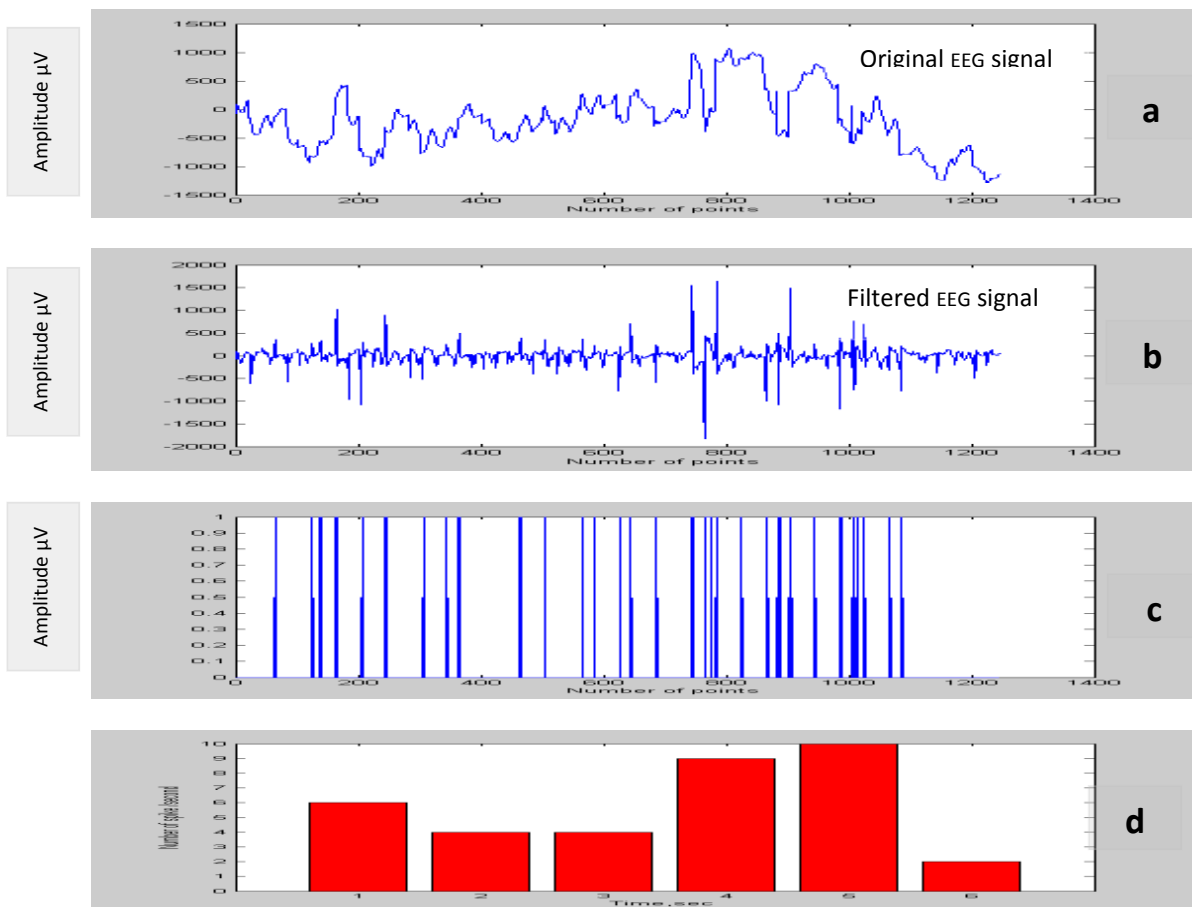 Amplitude µV
1500
1000
500
0
-500
-1000
-1500
Original EEG signal
0 200 400 600 800 1000 1200 1400
Number of points
a
Amplitude µV
2000
1500
1000
500
0
-500
-1000
-1500
-2000
Filtered EEG signal
0 200 400 600 800 1000 1200 1400
Number of points
b
Amplitude µV
1
0.9
0.8
0.7
0.6
0.5
0.4
0.3
0.2
0.1
0
0 200 400 600 800 1000 1200 1400
Number of points
c
Number of spike /second
10
9
8
7
6
5
4
3
2
1
0
1 2 3 4 5 6
Time,sec
d